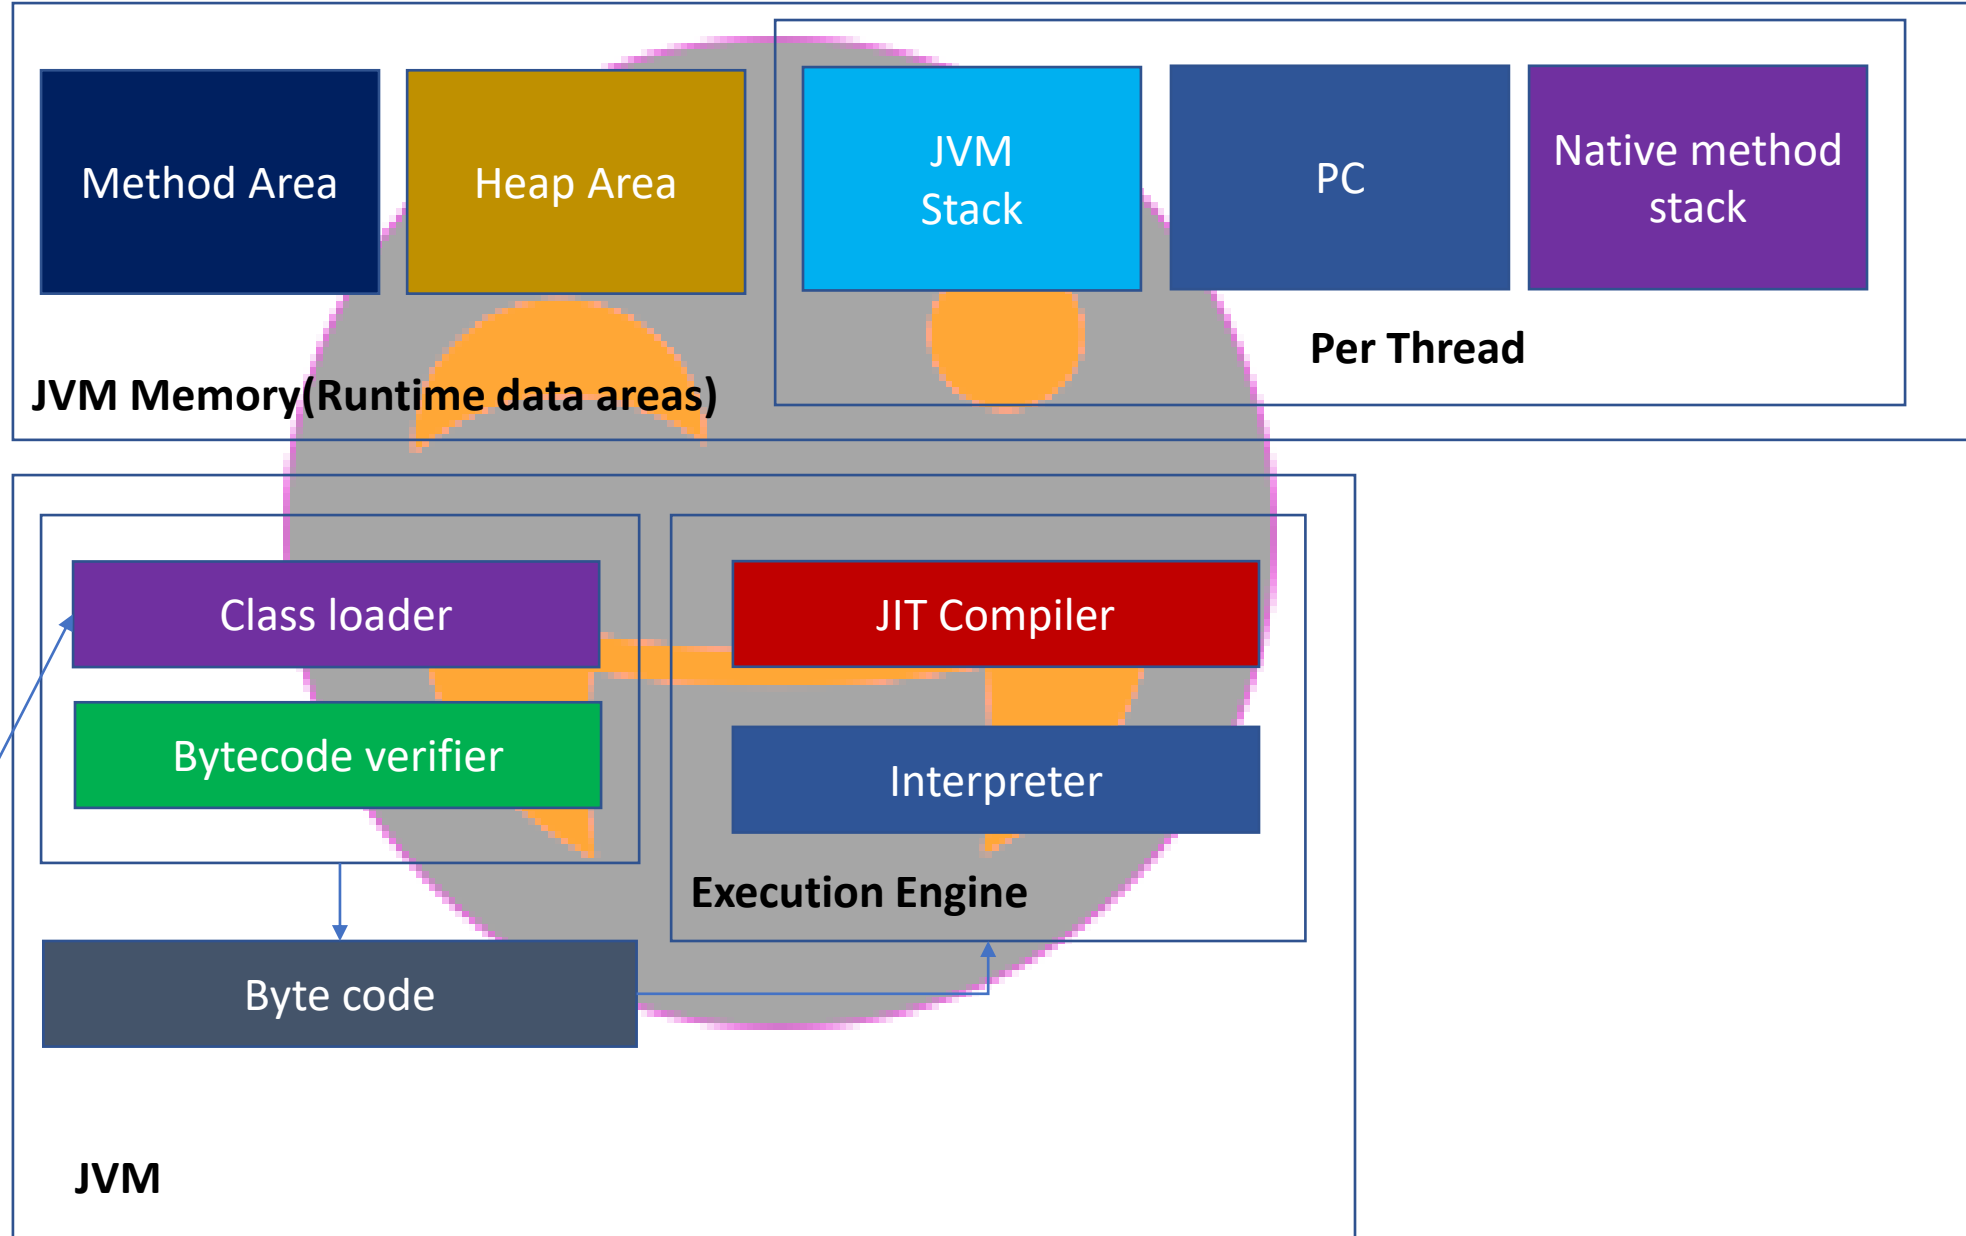 Method Area
Heap Area
JVM
Stack
PC
Native method
stack
Per Thread
JVM Memory(Runtime data areas)
Class loader
JIT Compiler
Bytecode verifier
Interpreter
Execution Engine
Byte code
JVM